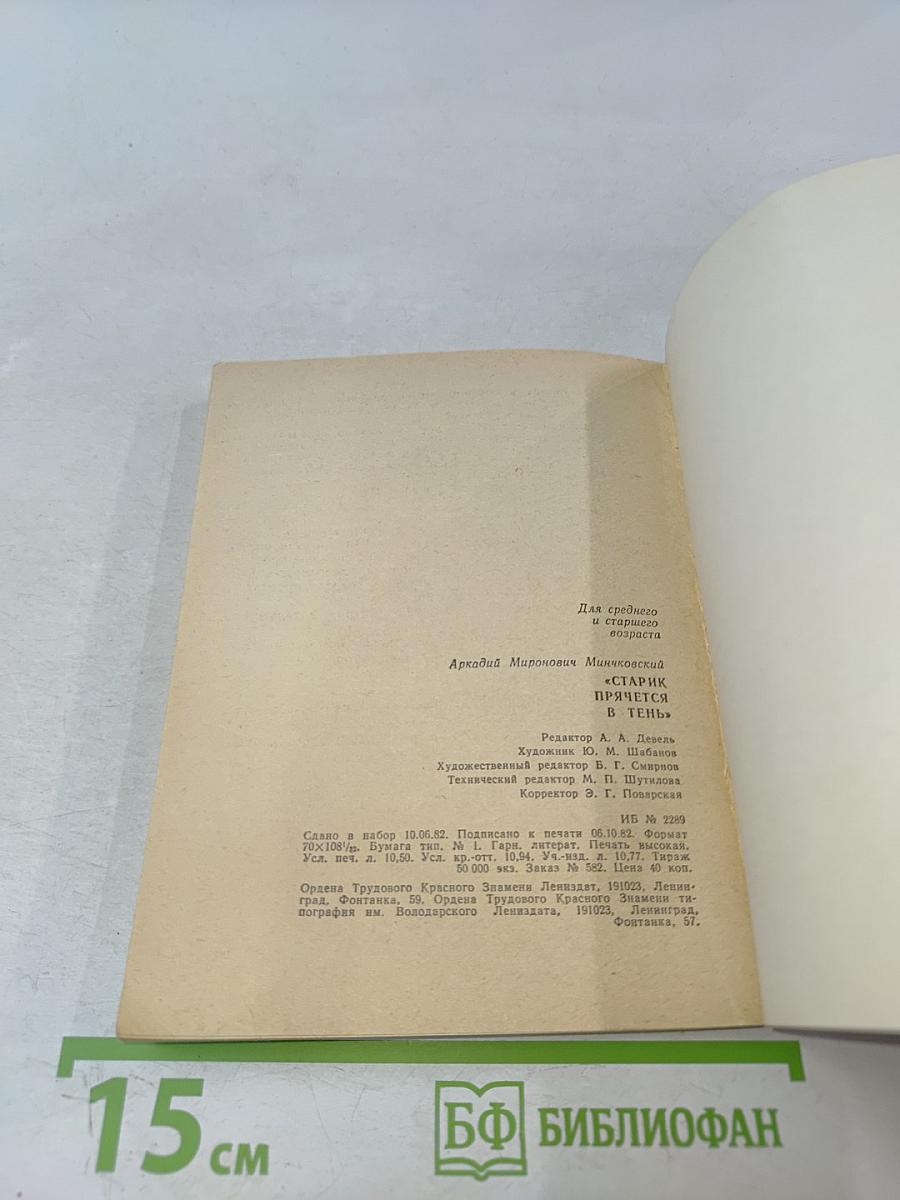 Для среднего
и старшего
возраста
Аркадий Миронович Минчковский
«СТАРИК
ПРЯЧЕТСЯ
В ТЕНЬ»
Редактор А. А. Девель
Художник Ю. М. Шабанов
Художественный редактор Б. Г. Смирнов
Технический редактор М. П. Шутилова
Корректор Э. Г. Поварская
ИБ № 2289
Сдано в набор 10.06.82. Подписано к печати 06.10.82. Формат
70×108¹/₃₂. Бумага тип. № 1. Гарн. литерат. Печать высокая.
Усл. печ. л. 10,50. Усл. кр.-отт. 10,94. Уч.-изд. л. 10,77. Тираж
50 000 экз. Заказ № 582. Цена 40 коп.
Ордена Трудового Красного Знамени Лениздат, 191023, Ленин-
град, Фонтанка, 59. Ордена Трудового Красного Знамени ти-
пография им. Володарского Лениздата, 191023, Ленинград,
Фонтанка, 57.
15 см
БФ БИБЛИОФАН